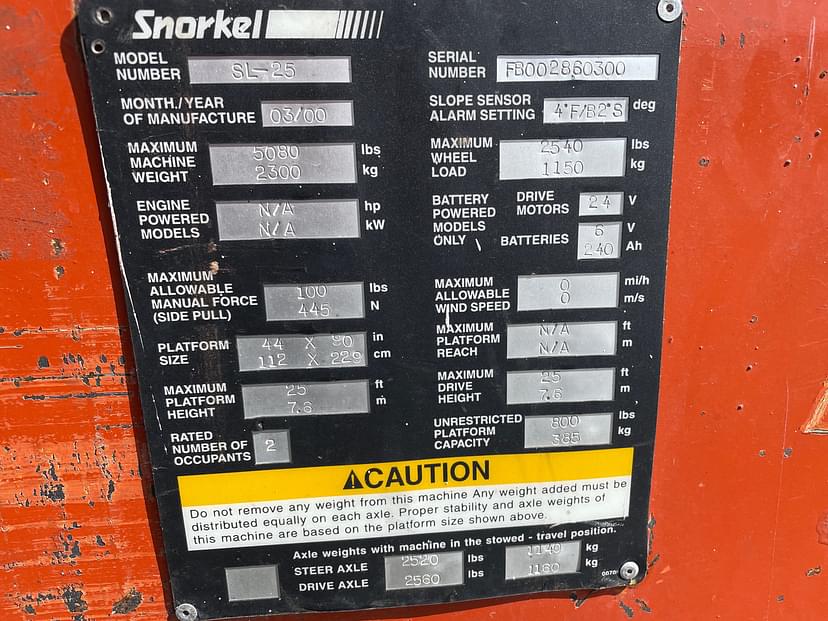 Snorkel
MODEL NUMBER SL-25
SERIAL NUMBER FB002860300
MONTH./YEAR OF MANUFACTURE 03/00
SLOPE SENSOR ALARM SETTING 4°F/B2°S deg
MAXIMUM MACHINE WEIGHT 5080 lbs
2300 kg
MAXIMUM WHEEL LOAD 2540 lbs
1150 kg
ENGINE POWERED MODELS N/A hp
N/A kW
BATTERY POWERED MODELS ONLY
DRIVE MOTORS 24 V
BATTERIES 6 V
240 Ah
MAXIMUM ALLOWABLE MANUAL FORCE (SIDE PULL) 100 lbs
445 N
MAXIMUM ALLOWABLE WIND SPEED 0 mi/h
0 m/s
PLATFORM SIZE 44 X 90 in
112 X 229 cm
MAXIMUM PLATFORM REACH N/A ft
N/A m
MAXIMUM PLATFORM HEIGHT 25 ft
7.6 m
MAXIMUM DRIVE HEIGHT 25 ft
7.6 m
RATED NUMBER OF OCCUPANTS 2
UNRESTRICTED PLATFORM CAPACITY 800 lbs
385 kg
CAUTION
Do not remove any weight from this machine Any weight added must be
distributed equally on each axle. Proper stability and axle weights of
this machine are based on the platform size shown above.
Axle weights with machine in the stowed - travel position.
STEER AXLE 2520 lbs 1140 kg
DRIVE AXLE 2560 lbs 1160 kg